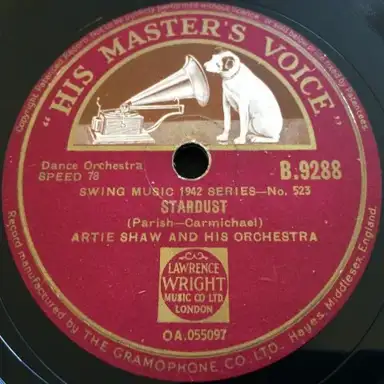 "HIS MASTER'S VOICE"
Dance Orchestra
SPEED 78
B.9288
SWING MUSIC 1942 SERIES—No. 523
STARDUST
(Parish—Carmichael)
ARTIE SHAW AND HIS ORCHESTRA
LAWRENCE
WRIGHT
MUSIC CO LTD.
LONDON
OA.055097
Record manufactured by THE GRAMOPHONE CO. LTD., Hayes, Middlesex, England.